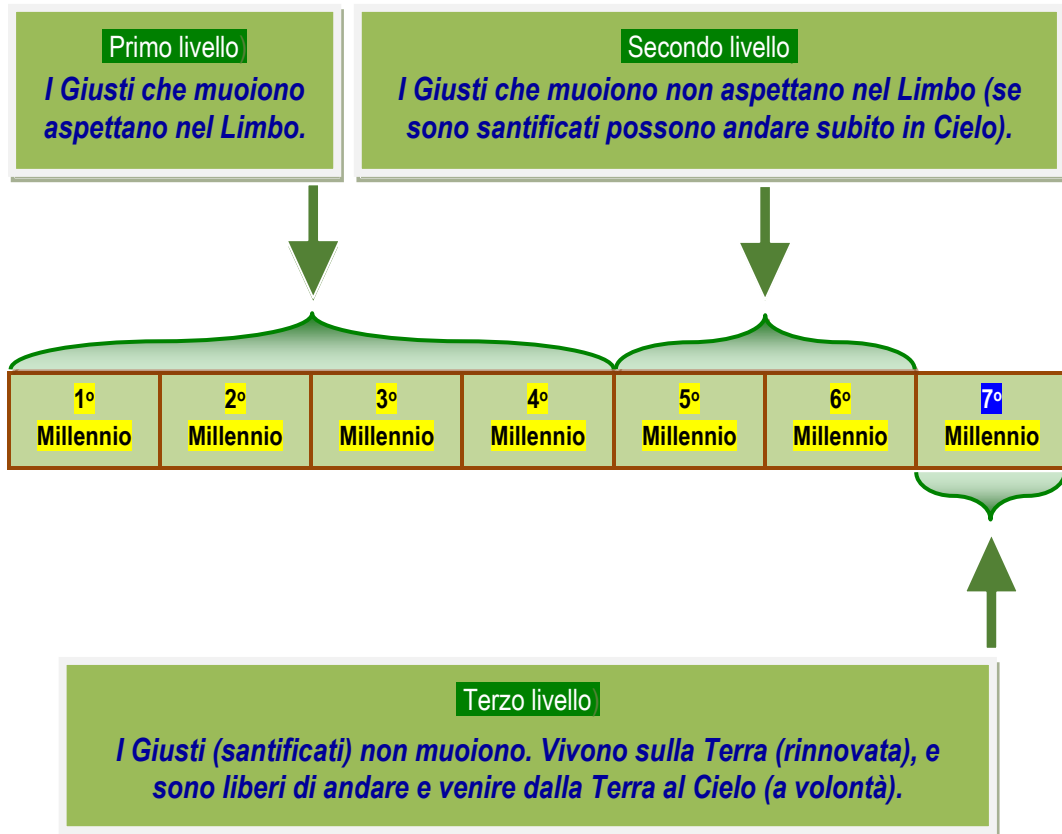 Primo livello)
I Giusti che muoiono
aspettano nel Limbo.
Secondo livello
I Giusti che muoiono non aspettano nel Limbo (se
sono santificati possono andare subito in Cielo).
1º
Millennio
2º
Millennio
3º
Millennio
4º
Millennio
5º
Millennio
6º
Millennio
7º
Millennio
Terzo livello)
I Giusti (santificati) non muoiono. Vivono sulla Terra (rinnovata), e
sono liberi di andare e venire dalla Terra al Cielo (a volontà).